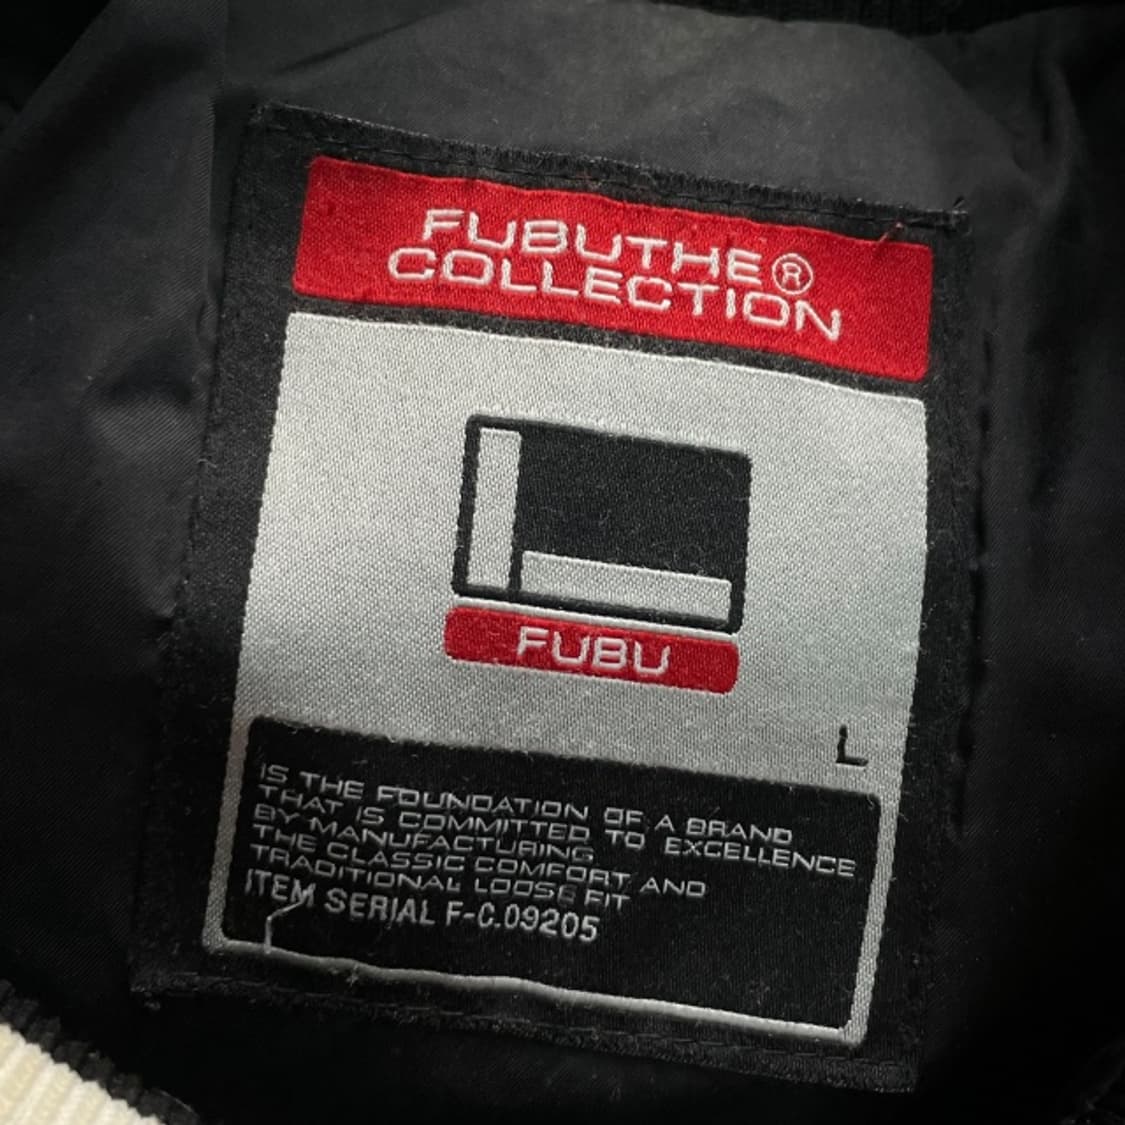 FUBUTHE®
COLLECTION
FUBU
L
IS THE FOUNDATION OF A BRAND
THAT IS COMMITTED TO EXCELLENCE
BY MANUFACTURING
THE CLASSIC COMFORT AND
TRADITIONAL LOOSE FIT
ITEM SERIAL F-C.09205